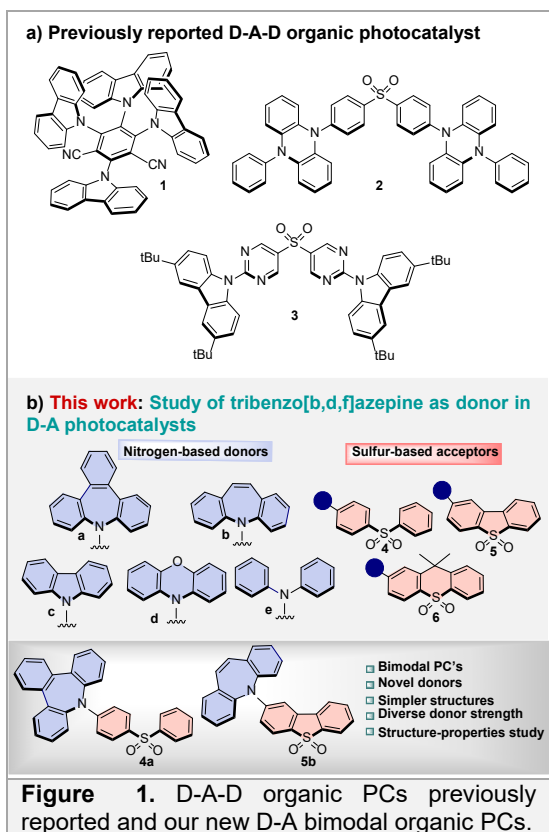 a) Previously reported D-A-D organic photocatalyst
N
N
N
NC
CN
N
1
O
O
S
N
N
N
N
2
O
O
S
tBu
N
N
N
N
tBu
N
N
3
tBu
tBu
b) This work: Study of tribenzo[b,d,f]azepine as donor in
D-A photocatalysts
Nitrogen-based donors
Sulfur-based acceptors
N
a
N
b
S
O
O
4
S
O
O
5
N
c
O
N
d
N
e
S
O
O
6
N
S
O
O
4a
N
S
O
O
5b
Bimodal PC's
Novel donors
Simpler structures
Diverse donor strength
Structure-properties study
Figure 1. D-A-D organic PCs previously
reported and our new D-A bimodal organic PCs.